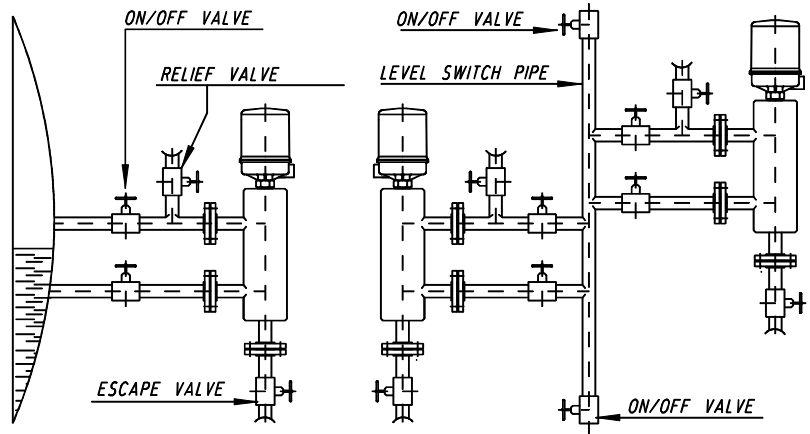 ON/OFF VALVE
ON/OFF VALVE
RELIEF VALVE
LEVEL SWITCH PIPE
ESCAPE VALVE
ON/OFF VALVE